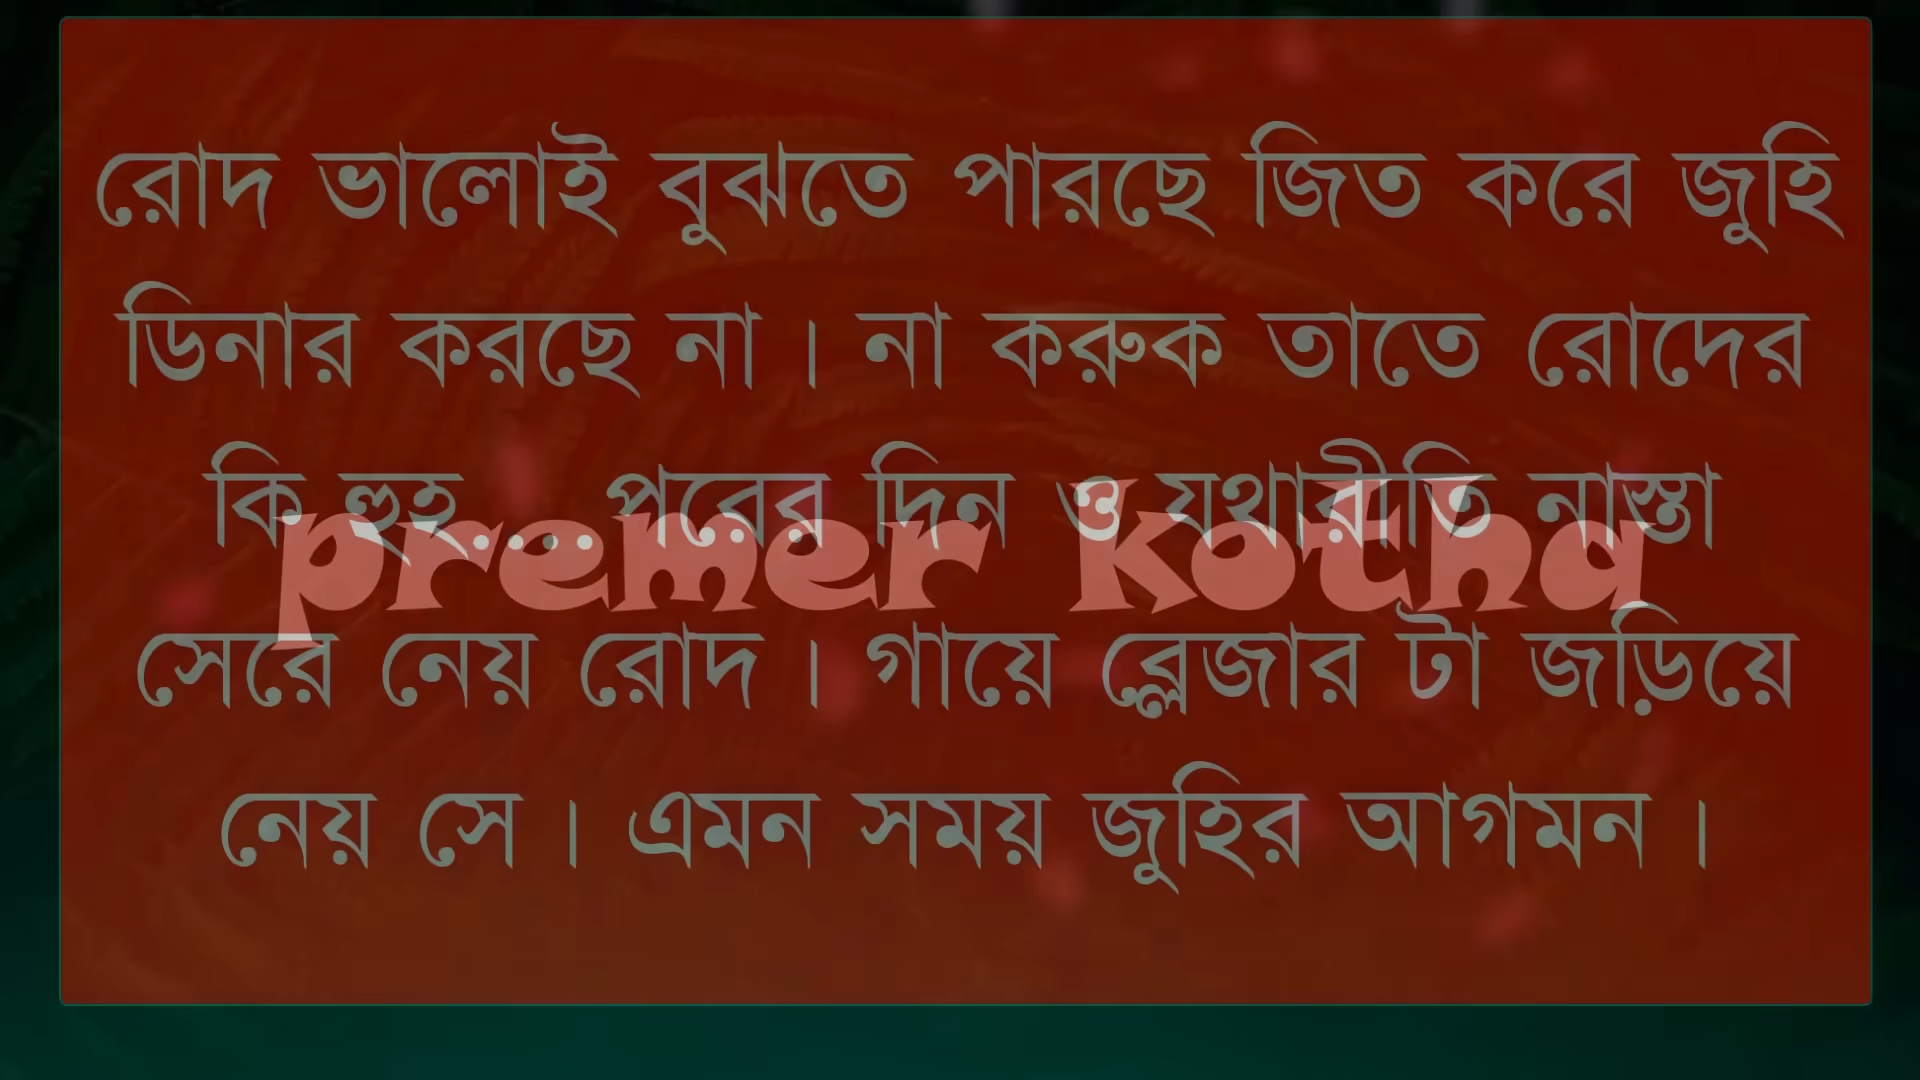 রোদ ভালোই বুঝতে পারছে জিত করে জুহি
ডিনার করছে না । না করুক তাতে রোদের
কি হুহ.... পরের দিন ও যথারীতি নাস্তা
premer kotha
সেরে নেয় রোদ । গায়ে ব্লেজার টা জড়িয়ে
নেয় সে । এমন সময় জুহির আগমন ।